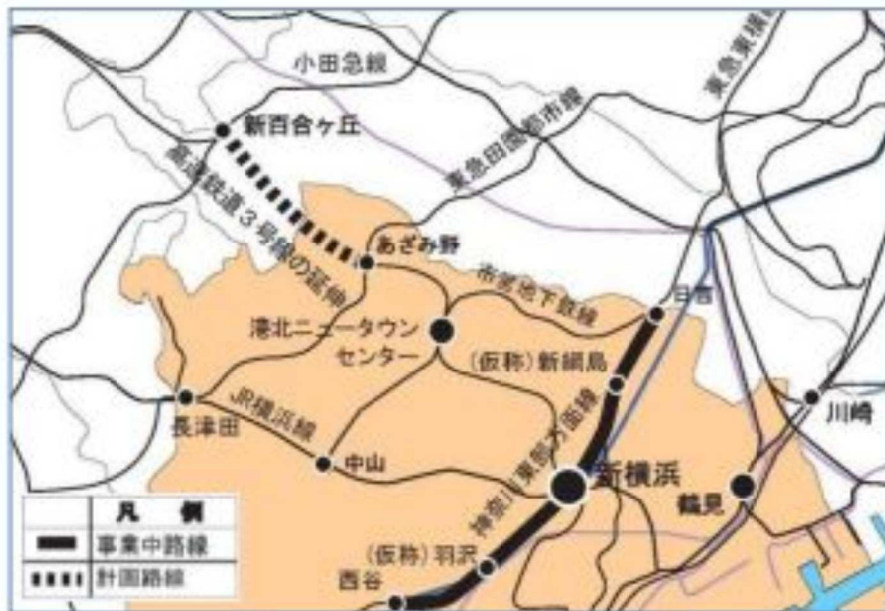 小田急線
東急東横線
新百合ヶ丘
東急田園都市線
高速鉄道3号線の延伸
あざみ野
市営地下鉄線
日吉
港北ニュータウン
センター
(仮称)新綱島
JR横浜線
長津田
川崎
中山
神奈川東部方面線
新横浜
鶴見
凡 例
事業中路線
計画路線
(仮称)羽沢
西谷